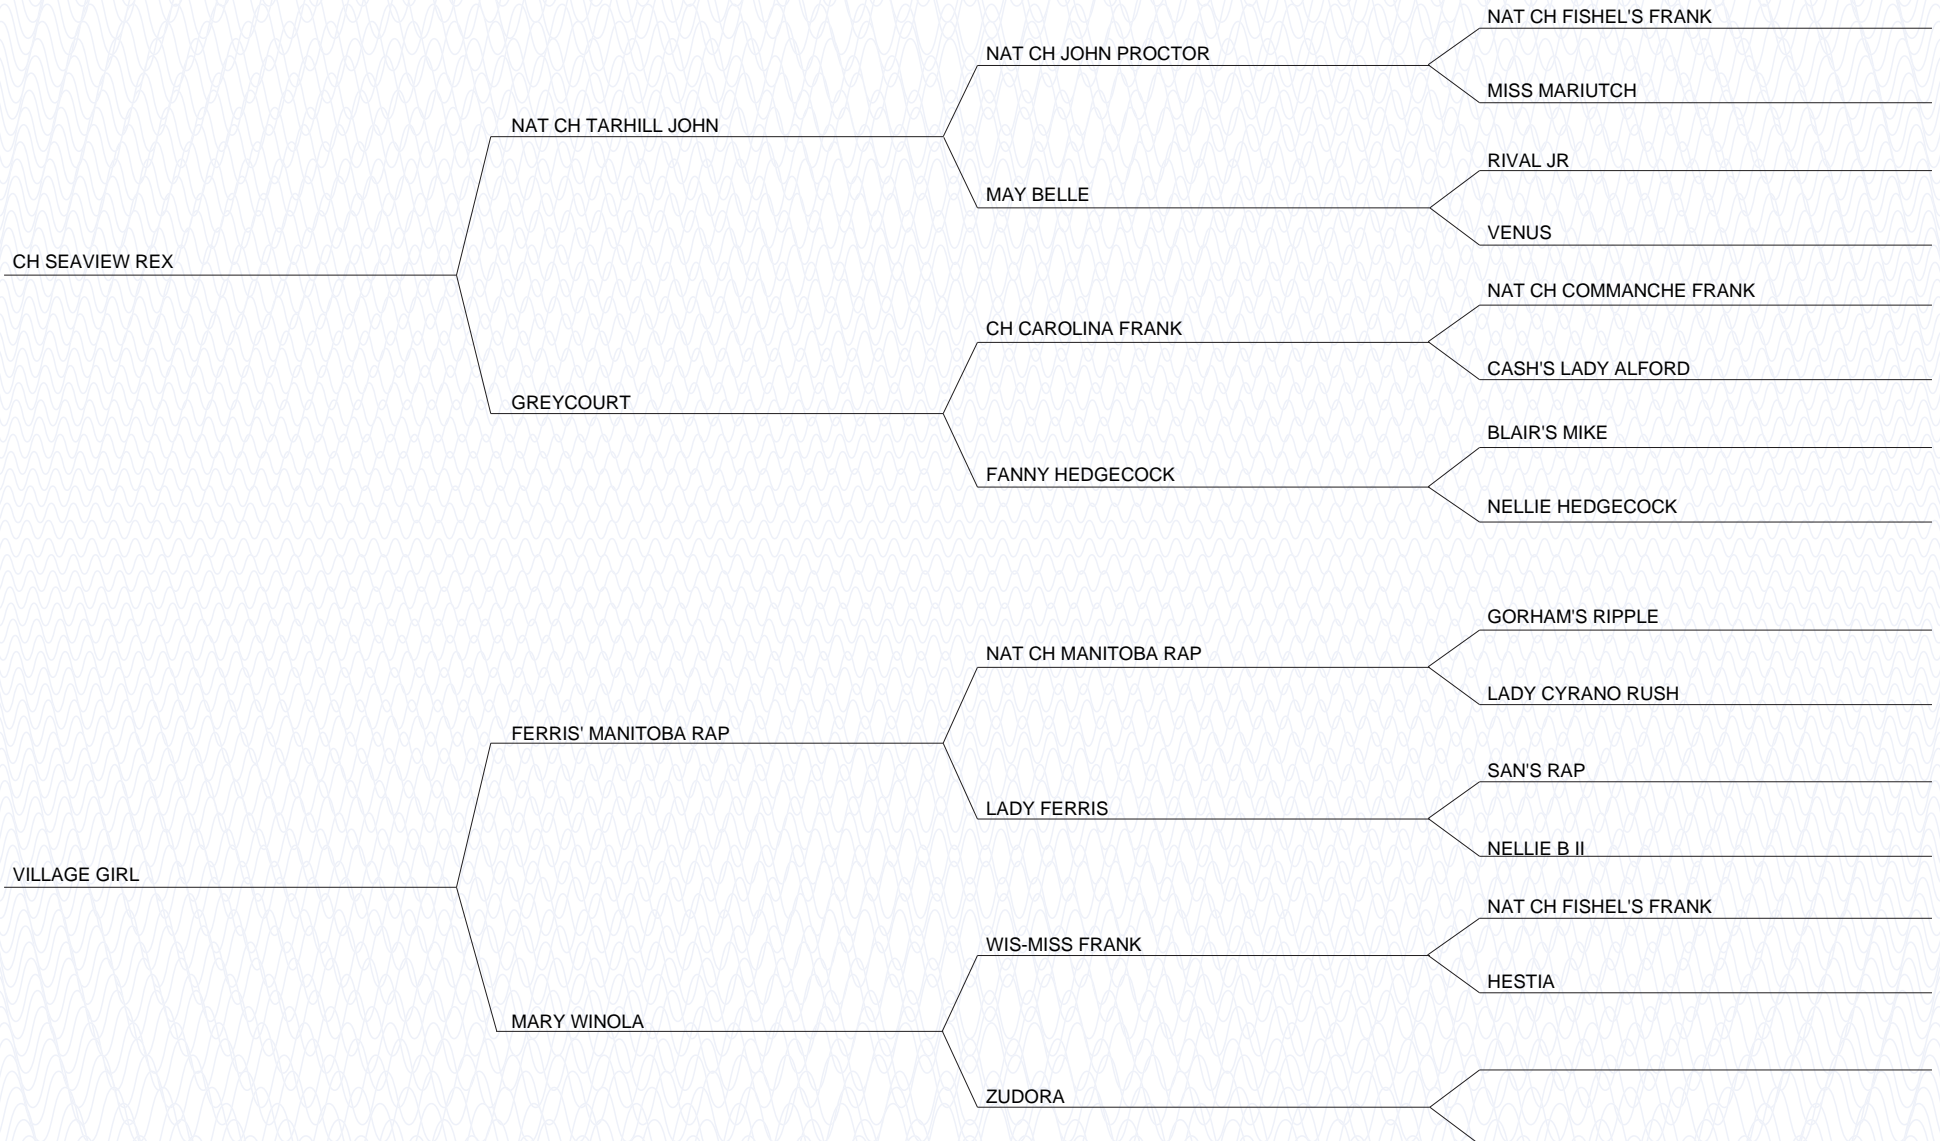 NAT CH FISHEL'S FRANK
NAT CH JOHN PROCTOR
MISS MARIUTCH
NAT CH TARHILL JOHN
RIVAL JR
MAY BELLE
VENUS
CH SEAVIEW REX
NAT CH COMMANCHE FRANK
CH CAROLINA FRANK
CASH'S LADY ALFORD
GREYCOURT
BLAIR'S MIKE
FANNY HEDGECOCK
NELLIE HEDGECOCK
GORHAM'S RIPPLE
NAT CH MANITOBA RAP
LADY CYRANO RUSH
FERRIS' MANITOBA RAP
SAN'S RAP
LADY FERRIS
NELLIE B II
VILLAGE GIRL
NAT CH FISHEL'S FRANK
WIS-MISS FRANK
HESTIA
MARY WINOLA
ZUDORA